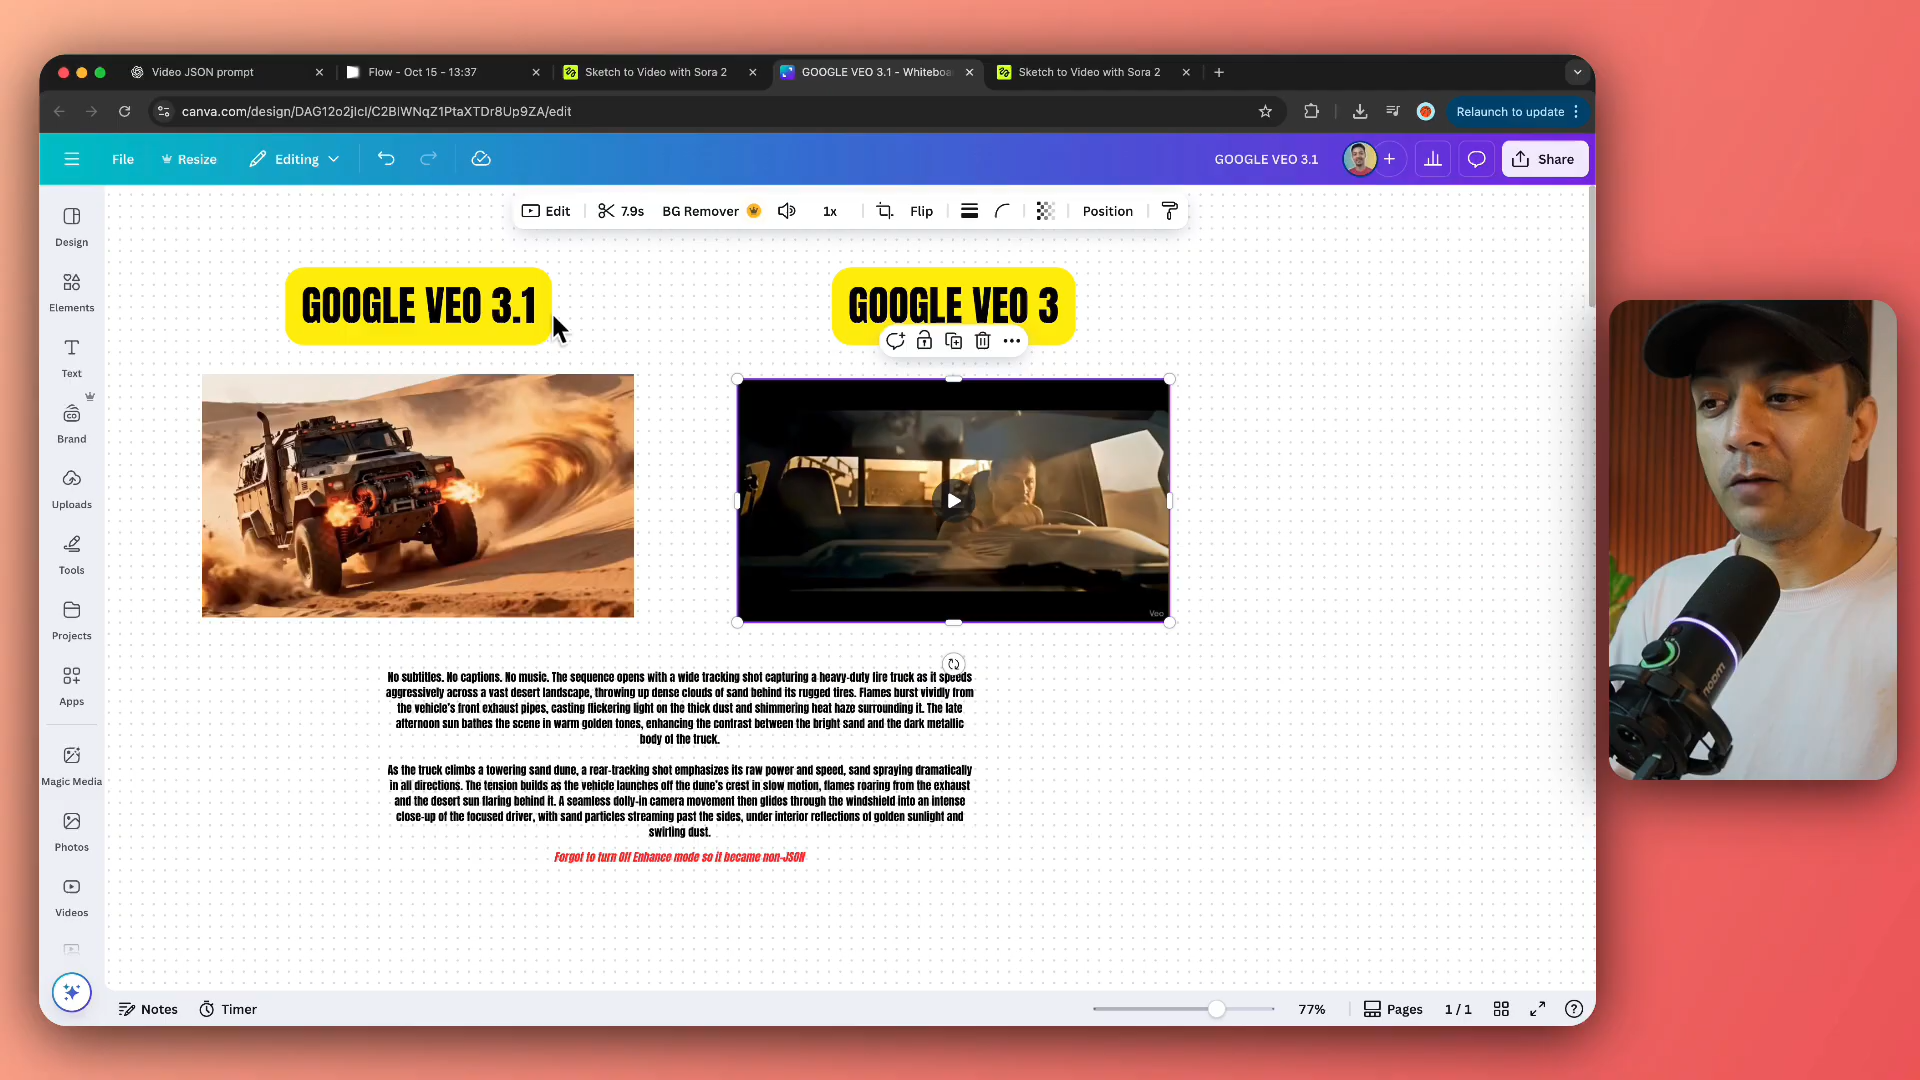 Video JSON prompt
Flow - Oct 15 - 13:37
Sketch to Video with Sora 2
GOOGLE VEO 3.1 - Whiteboa
Sketch to Video with Sora 2
canva.com/design/DAG12o2jIcI/C2BIWNqZ1PtaXTDr8Up9ZA/edit
Relaunch to update
File
Resize
Editing
GOOGLE VEO 3.1
Share
Edit
7.9s
BG Remover
1x
Flip
Position
Design
Elements
Text
Brand
Uploads
Tools
Projects
Apps
Magic Media
Photos
Videos
GOOGLE VEO 3.1
GOOGLE VEO 3
Veo
No subtitles. No captions. No music. The sequence opens with a wide tracking shot capturing a heavy-duty fire truck as it speeds
aggressively across a vast desert landscape, throwing up dense clouds of sand behind its rugged tires. Flames burst vividly from
the vehicle's front exhaust pipes, casting flickering light on the thick dust and shimmering heat haze surrounding it. The late
afternoon sun bathes the scene in warm golden tones, enhancing the contrast between the bright sand and the dark metallic
body of the truck.
As the truck climbs a towering sand dune, a rear-tracking shot emphasizes its raw power and speed, sand spraying dramatically
in all directions. The tension builds as the vehicle launches off the dune's crest in slow motion, flames roaring from the exhaust
and the desert sun flaring behind it. A seamless dolly-in camera movement then glides through the windshield into an intense
close-up of the focused driver, with sand particles streaming past the sides, under interior reflections of golden sunlight and
swirling dust.
Forgot to turn Off Enhance mode so it became non-JSON
Notes
Timer
77%
Pages
1 / 1
noom